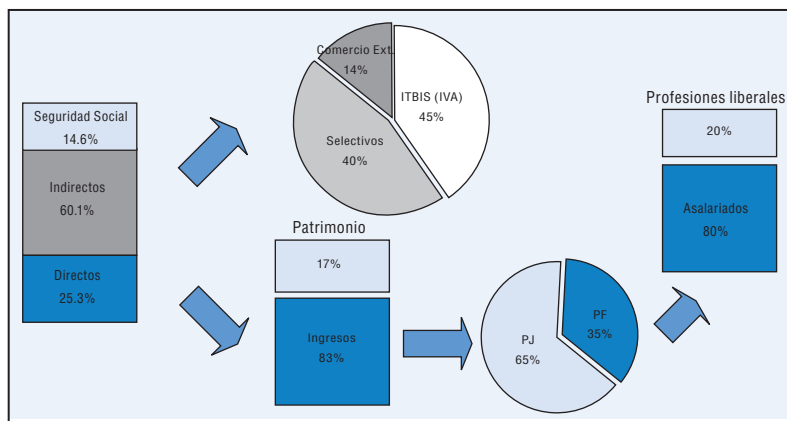 Seguridad Social
14.6%
Indirectos
60.1%
Directos
25.3%
Comercio Ext.
14%
ITBIS (IVA)
45%
Selectivos
40%
Patrimonio
17%
Ingresos
83%
PJ
65%
PF
35%
Profesiones liberales
20%
Asalariados
80%